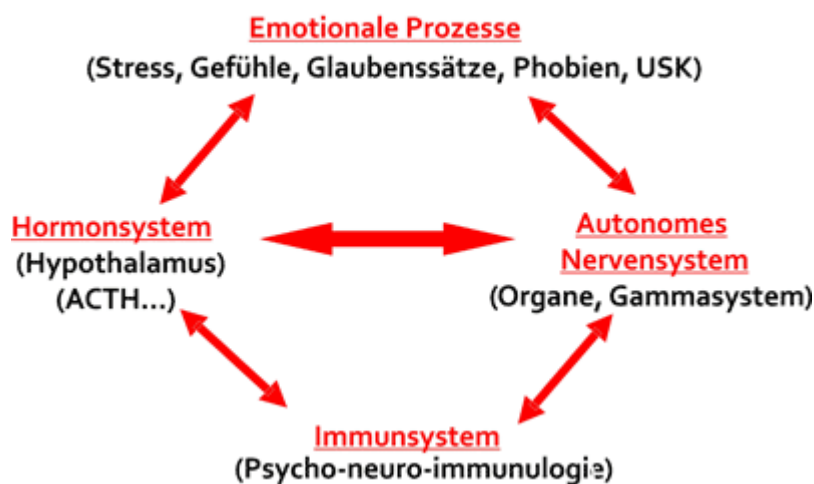 Emotionale Prozesse
(Stress, Gefühle, Glaubenssätze, Phobien, USK)
Hormonsystem
(Hypothalamus)
(ACTH...)
Autonomes
Nervensystem
(Organe, Gammasystem)
Immunsystem
(Psycho-neuro-immunulogie)